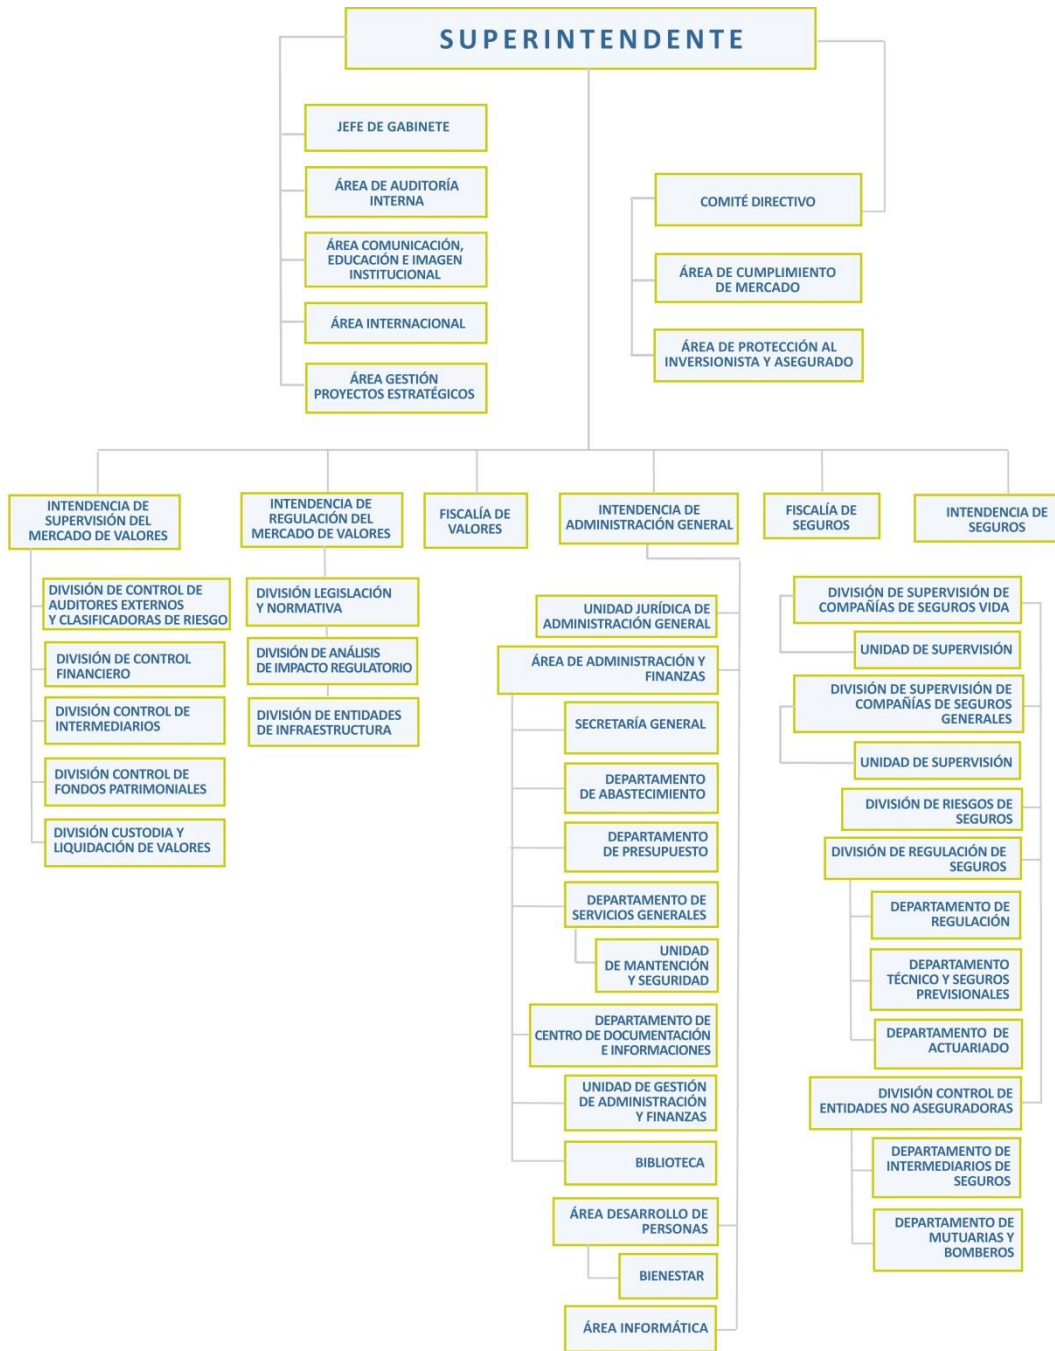 SUPERINTENDENTE
JEFE DE GABINETE
ÁREA DE AUDITORÍA
INTERNA
ÁREA COMUNICACIÓN,
EDUCACIÓN E IMAGEN
INSTITUCIONAL
ÁREA INTERNACIONAL
ÁREA GESTIÓN
PROYECTOS ESTRATÉGICOS
COMITÉ DIRECTIVO
ÁREA DE CUMPLIMIENTO
DE MERCADO
ÁREA DE PROTECCIÓN AL
INVERSIONISTA Y ASEGURADO
INTENDENCIA DE
SUPERVISIÓN DEL
MERCADO DE VALORES
DIVISIÓN DE CONTROL DE
AUDITORES EXTERNOS
Y CLASIFICADORAS DE RIESGO
DIVISIÓN DE CONTROL
FINANCIERO
DIVISIÓN CONTROL DE
INTERMEDIARIOS
DIVISIÓN CONTROL DE
FONDOS PATRIMONIALES
DIVISIÓN CUSTODIA Y
LIQUIDACIÓN DE VALORES
INTENDENCIA DE
REGULACIÓN DEL
MERCADO DE VALORES
DIVISIÓN LEGISLACIÓN
Y NORMATIVA
DIVISIÓN DE ANÁLISIS
DE IMPACTO REGULATORIO
DIVISIÓN DE ENTIDADES
DE INFRAESTRUCTURA
FISCALÍA DE
VALORES
INTENDENCIA DE
ADMINISTRACIÓN GENERAL
UNIDAD JURÍDICA DE
ADMINISTRACIÓN GENERAL
ÁREA DE ADMINISTRACIÓN Y
FINANZAS
SECRETARÍA GENERAL
DEPARTAMENTO
DE ABASTECIMIENTO
DEPARTAMENTO
DE PRESUPUESTO
DEPARTAMENTO DE
SERVICIOS GENERALES
UNIDAD
DE MANTENCIÓN
Y SEGURIDAD
DEPARTAMENTO DE
CENTRO DE DOCUMENTACIÓN
E INFORMACIONES
UNIDAD DE GESTIÓN
DE ADMINISTRACIÓN
Y FINANZAS
BIBLIOTECA
ÁREA DESARROLLO DE
PERSONAS
BIENESTAR
ÁREA INFORMÁTICA
FISCALÍA DE
SEGUROS
INTENDENCIA DE
SEGUROS
DIVISIÓN DE SUPERVISIÓN DE
COMPAÑÍAS DE SEGUROS VIDA
UNIDAD DE SUPERVISIÓN
DIVISIÓN DE SUPERVISIÓN DE
COMPAÑÍAS DE SEGUROS
GENERALES
UNIDAD DE SUPERVISIÓN
DIVISIÓN DE RIESGOS DE
SEGUROS
DIVISIÓN DE REGULACIÓN DE
SEGUROS
DEPARTAMENTO DE
REGULACIÓN
DEPARTAMENTO
TÉCNICO Y SEGUROS
PREVISIONALES
DEPARTAMENTO DE
ACTUARIADO
DIVISIÓN CONTROL DE
ENTIDADES NO ASEGURADORAS
DEPARTAMENTO DE
INTERMEDIARIOS DE
SEGUROS
DEPARTAMENTO DE
MUTUARIAS Y
BOMBEROS